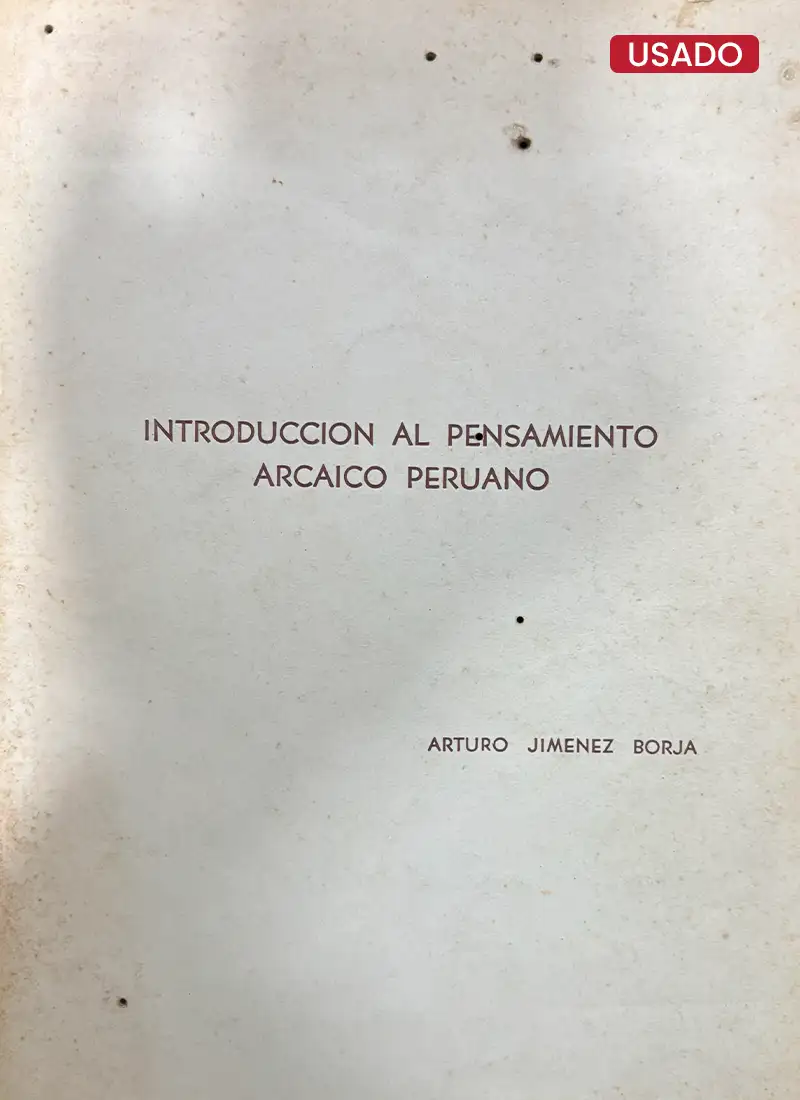 USADO
INTRODUCCION AL PENSAMIENTO
ARCAICO PERUANO
ARTURO JIMENEZ BORJA